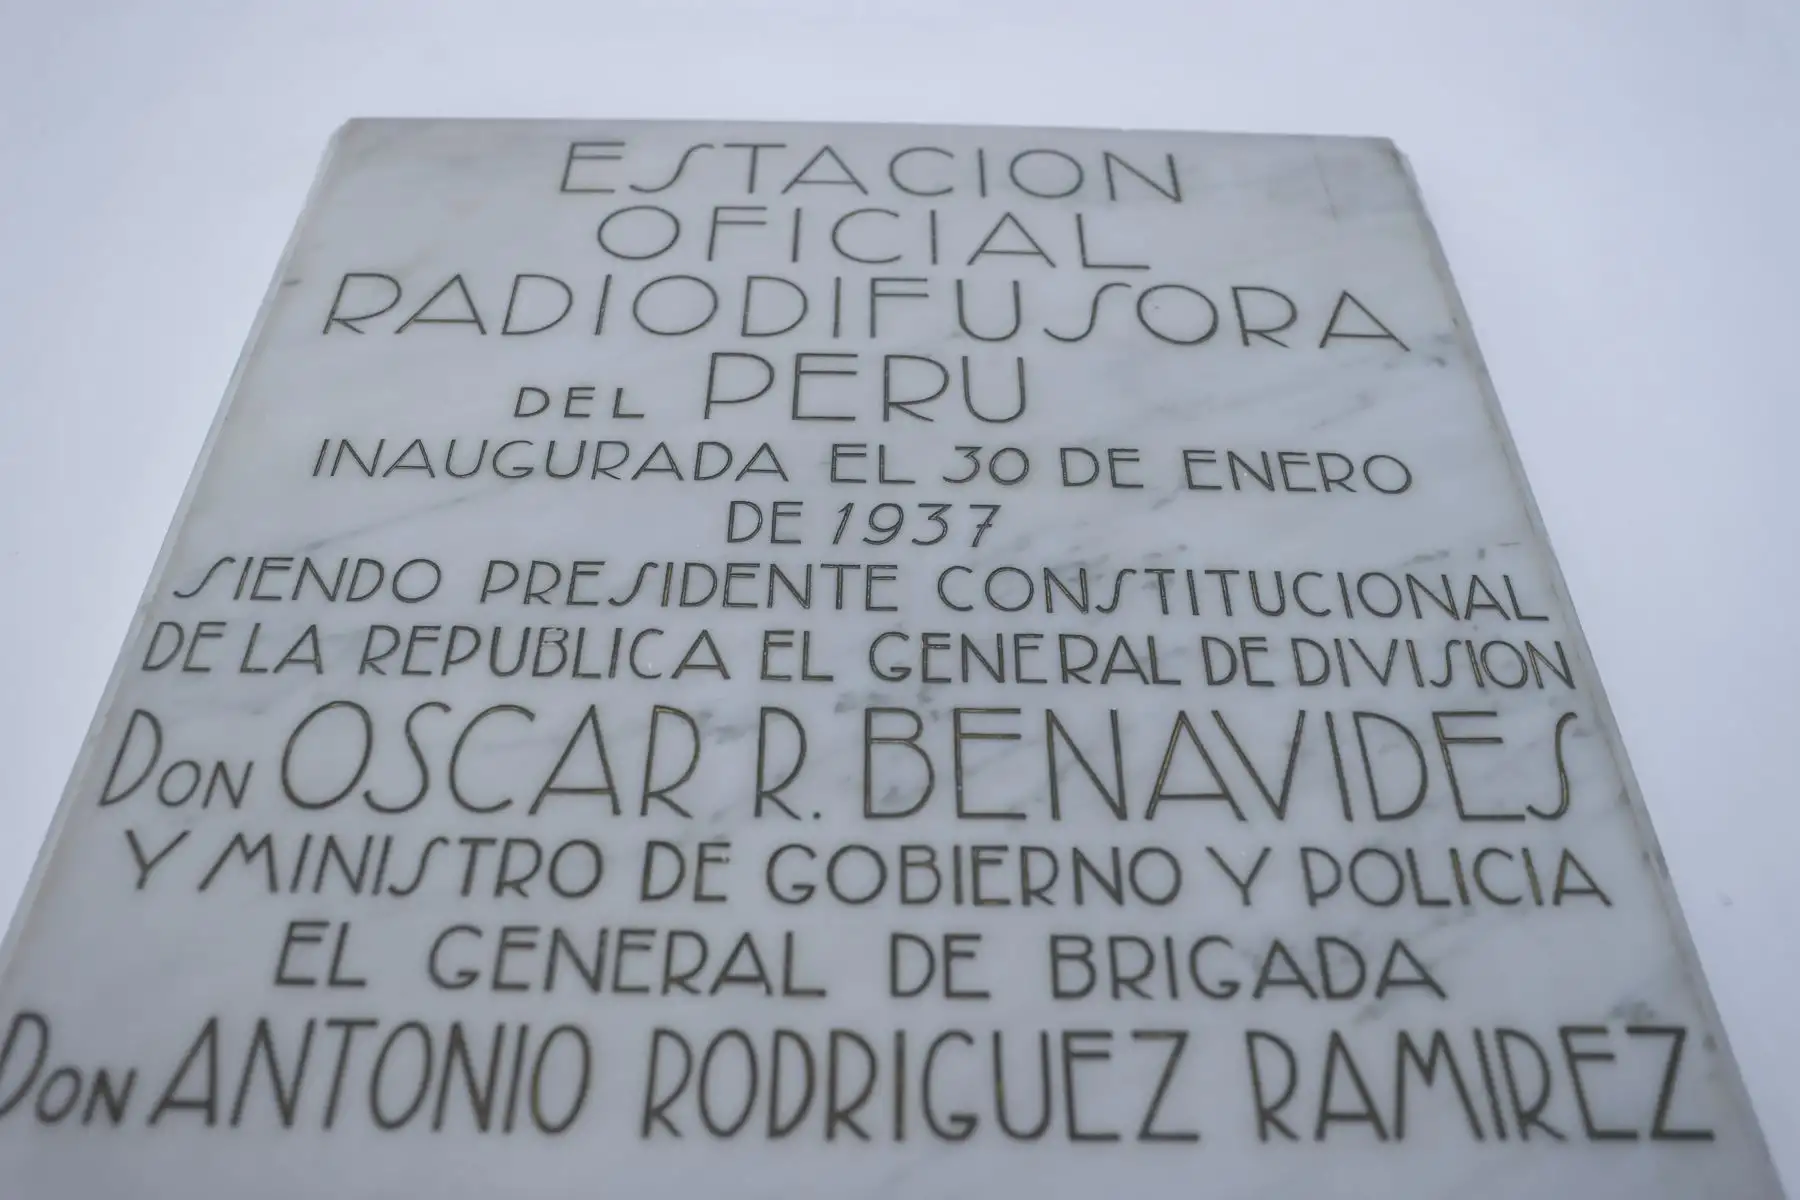 ESTACION
OFICIAL
RADIODIFUSORA
DEL PERU
INAUGURADA EL 30 DE ENERO
DE 1937
SIENDO PRESIDENTE CONSTITUCIONAL
DE LA REPUBLICA EL GENERAL DE DIVISION
DON OSCAR R. BENAVIDES
Y MINISTRO DE GOBIERNO Y POLICIA
EL GENERAL DE BRIGADA
DON ANTONIO RODRIGUEZ RAMIREZ